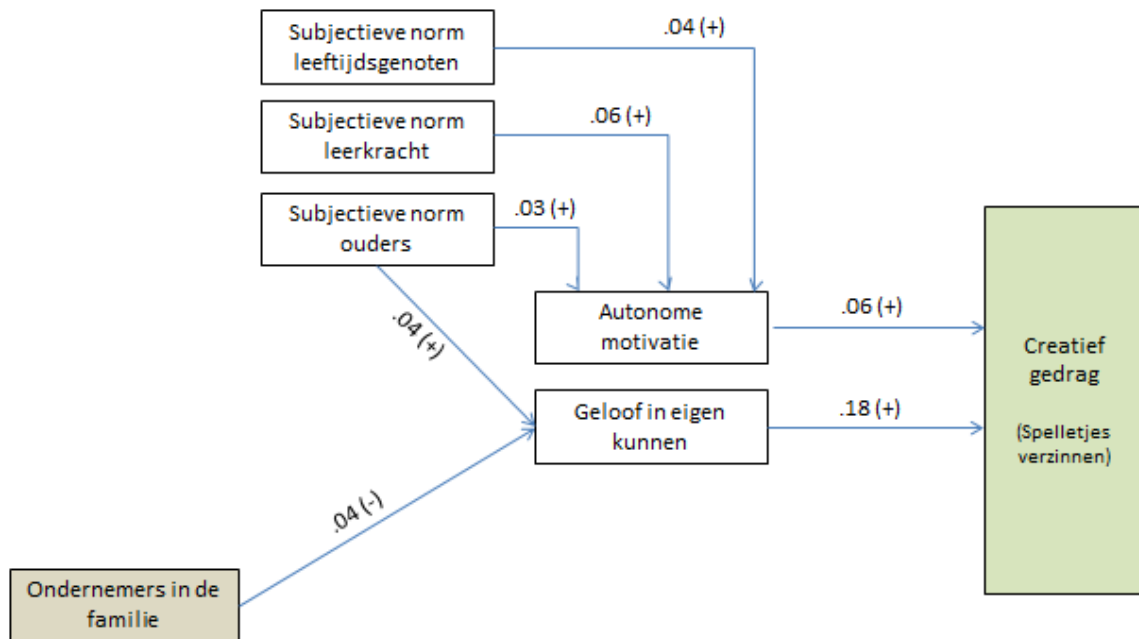 Subjectieve norm
leeftijdsgenoten
.04 (+)
Subjectieve norm
leerkracht
.06 (+)
Subjectieve norm
ouders
.03 (+)
.04 (+)
Autonome
motivatie
.06 (+)
Geloof in eigen
kunnen
.18 (+)
Creatief
gedrag
(Spelletjes
verzinnen)
.04 (-)
Ondernemers in de
familie